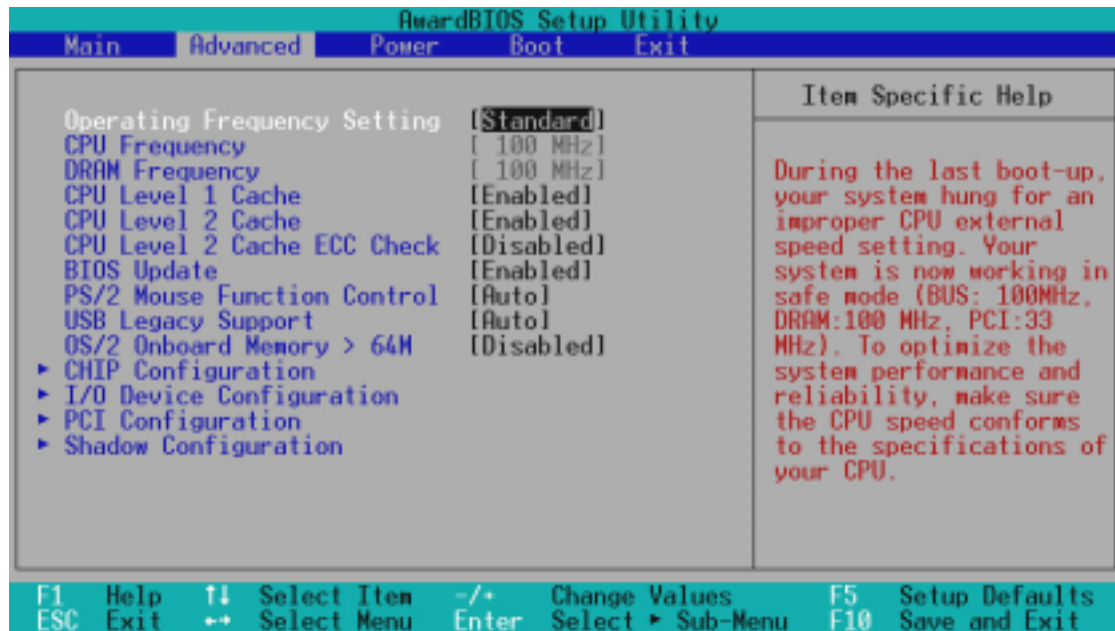 AwardBIOS Setup Utility
Main Advanced Power Boot Exit
Operating Frequency Setting [Standard]
CPU Frequency [ 100 MHz]
DRAM Frequency [ 100 MHz]
CPU Level 1 Cache [Enabled]
CPU Level 2 Cache [Enabled]
CPU Level 2 Cache ECC Check [Disabled]
BIOS Update [Enabled]
PS/2 Mouse Function Control [Auto]
USB Legacy Support [Auto]
OS/2 Onboard Memory > 64M [Disabled]
► CHIP Configuration
► I/O Device Configuration
► PCI Configuration
► Shadow Configuration
Item Specific Help
During the last boot-up,
your system hung for an
improper CPU external
speed setting. Your
system is now working in
safe mode (BUS: 100MHz,
DRAM:100 MHz, PCI:33
MHz). To optimize the
system performance and
reliability, make sure
the CPU speed conforms
to the specifications of
your CPU.
F1 Help ↑↓ Select Item -/+ Change Values F5 Setup Defaults
ESC Exit ←→ Select Menu Enter Select ► Sub-Menu F10 Save and Exit